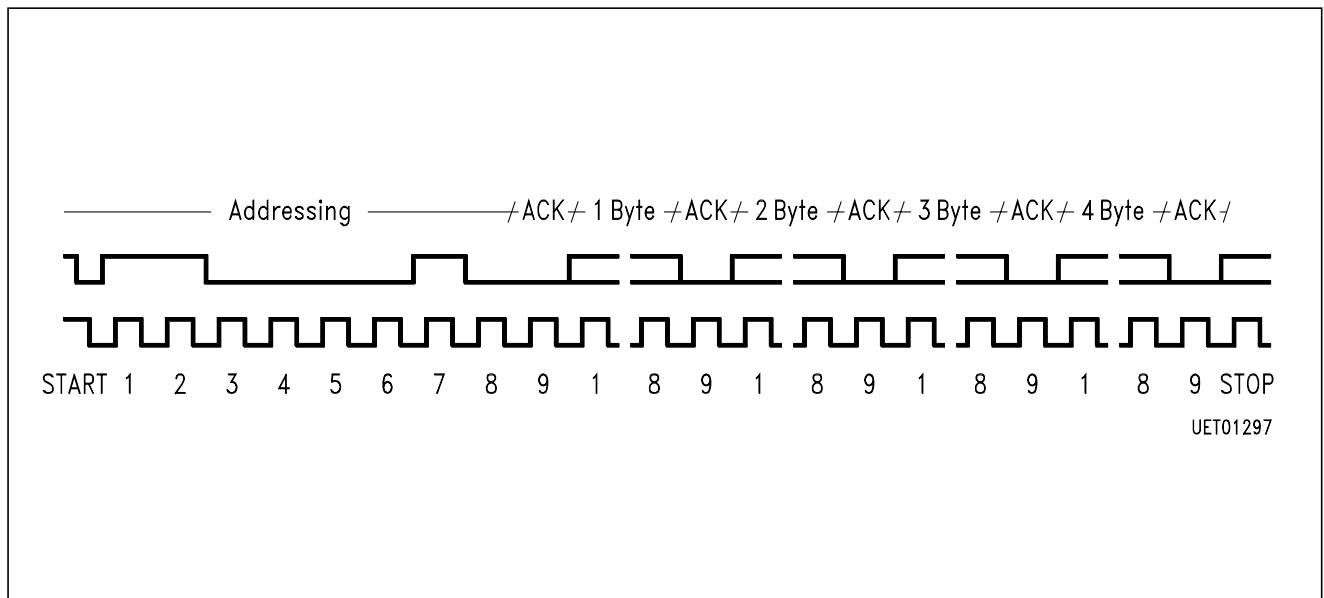 Addressing /ACK/ 1 Byte /ACK/ 2 Byte /ACK/ 3 Byte /ACK/ 4 Byte /ACK/
START 1 2 3 4 5 6 7 8 9 1 8 9 1 8 9 1 8 9 1 8 9 STOP
UET01297